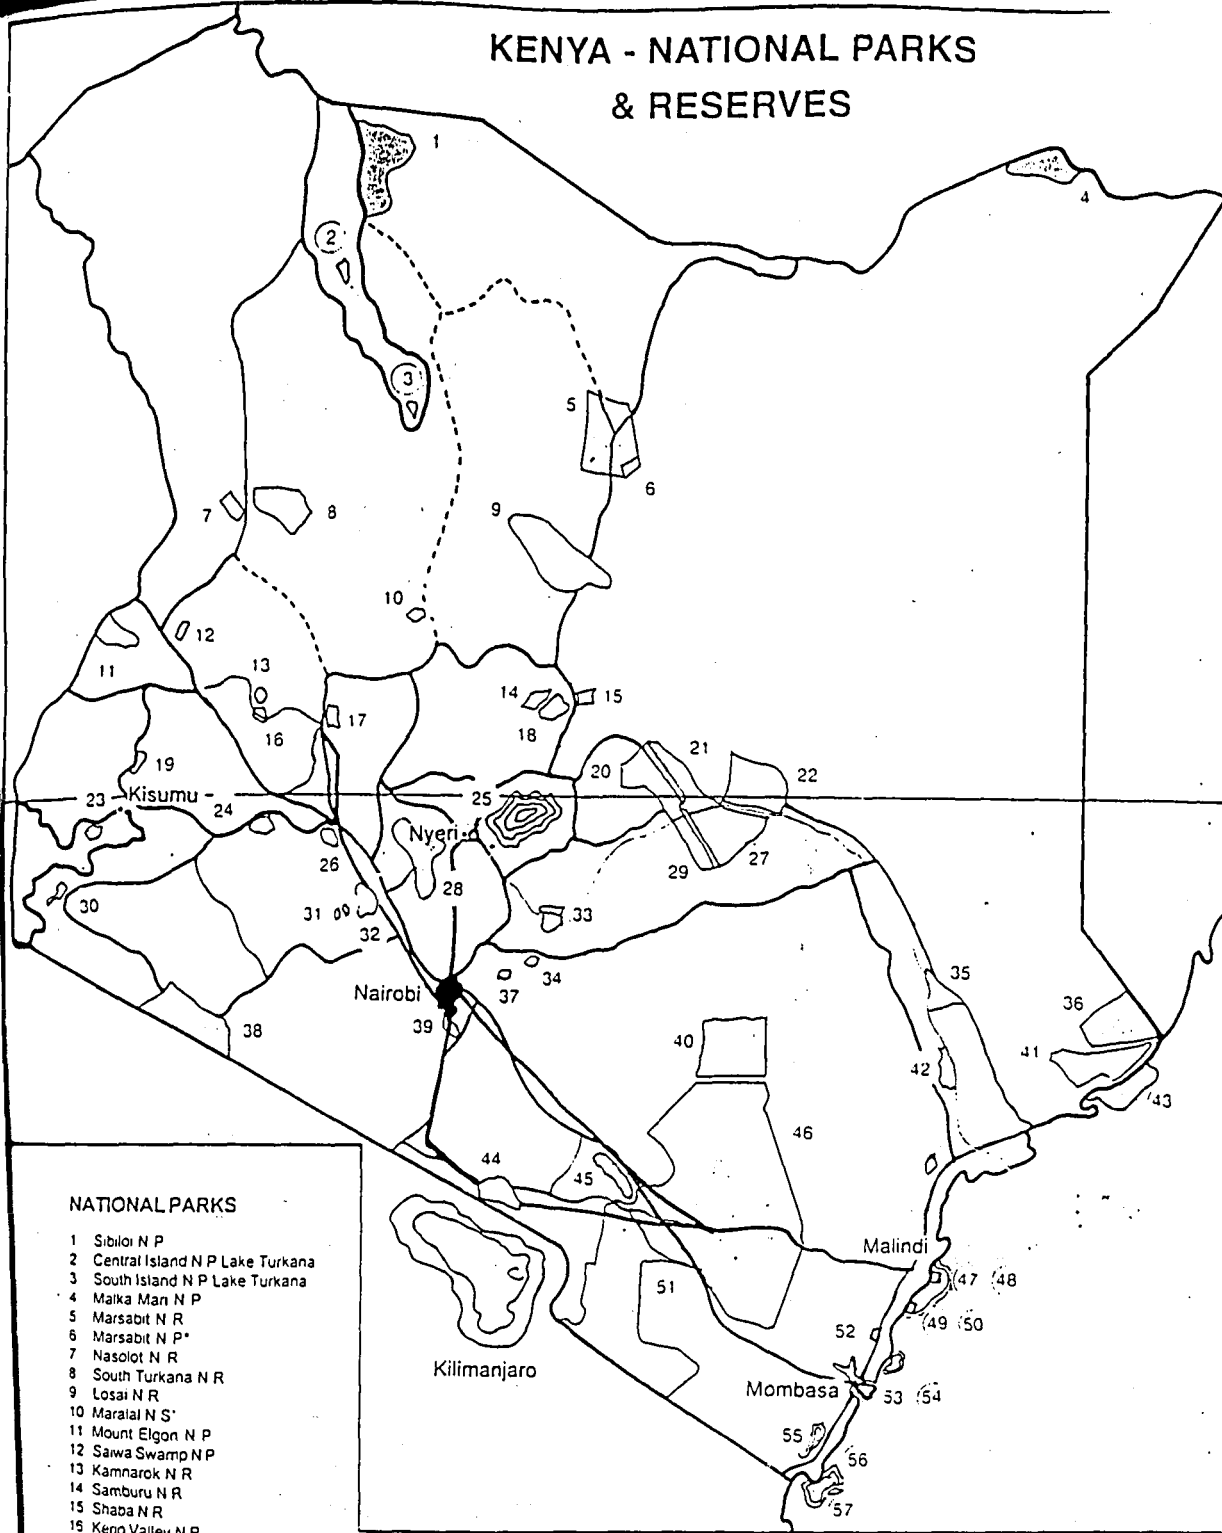 KENYA - NATIONAL PARKS
& RESERVES
1
4
2
3
5
6
7
8
9
10
12
11
13
14
15
17
16
18
19
21
20
22
23 Kisumu
24
25
Nyeri
26
29
27
28
30
31
33
32
34
35
Nairobi
37
36
39
38
40
41
42
43
46
44
45
Malindi
47 (48
51
49 (50
52
Kilimanjaro
Mombasa
53 (54
55
56
57
NATIONAL PARKS
1 Sibiloi N P
2 Central Island N P Lake Turkana
3 South Island N P Lake Turkana
4 Malka Mari N P
5 Marsabit N R
6 Marsabit N P*
7 Nasolot N R
8 South Turkana N R
9 Losai N R
10 Maralal N S*
11 Mount Elgon N P
12 Saiwa Swamp N P
13 Kamnarok N R
14 Samburu N R
15 Shaba N R
16 Kerio Valley N P